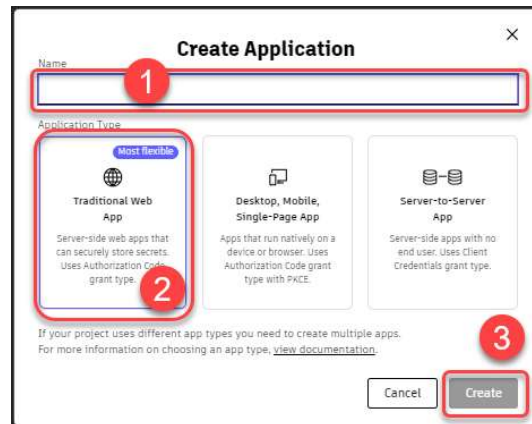 Create Application
Name
1
Application Type
Most flexible
Traditional Web
App
Server-side web apps that
can securely store secrets.
Uses Authorization Code
grant type.
2
Desktop, Mobile,
Single-Page App
Apps that run natively on a
device or browser. Uses
Authorization Code grant
type with PKCE.
Server-to-Server
App
Server-side apps with no
end user. Uses Client
Credentials grant type.
If your project uses different app types you need to create multiple apps.
For more information on choosing an app type, view documentation.
3
Cancel
Create